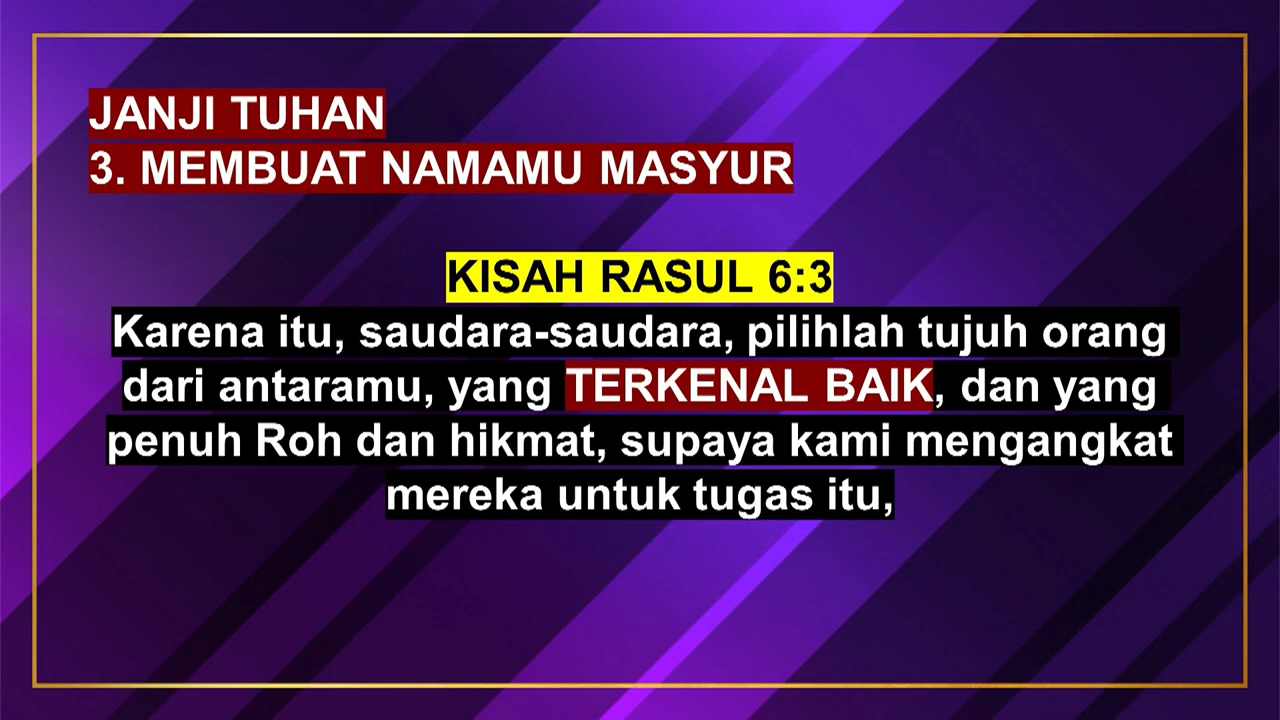 JANJI TUHAN
3. MEMBUAT NAMAMU MASYUR
KISAH RASUL 6:3
Karena itu, saudara-saudara, pilihlah tujuh orang
dari antaramu, yang TERKENAL BAIK, dan yang
penuh Roh dan hikmat, supaya kami mengangkat
mereka untuk tugas itu,